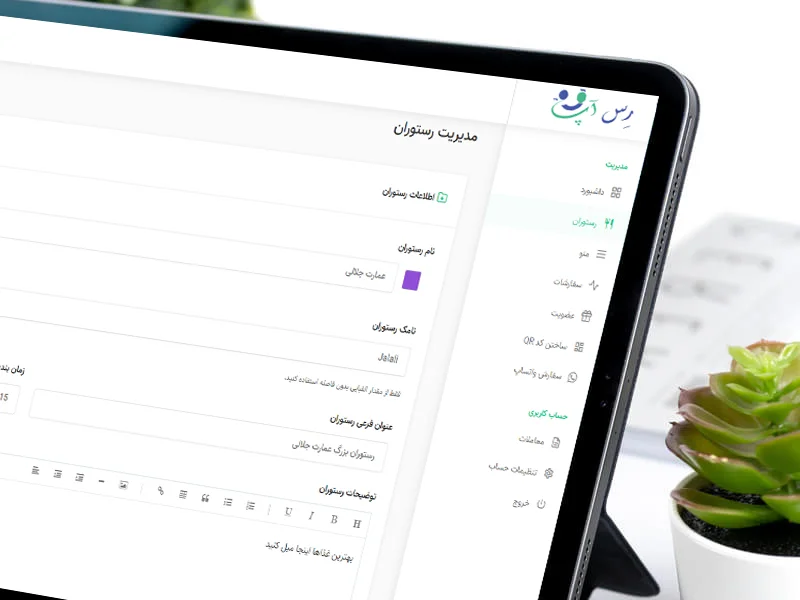 رِس آپ
مدیریت
داشبورد
رستوران
منو
سفارشات
عضویت
ساختن کد QR
سفارش واتساپ
حساب کاربری
معاملات
تنظیمات حساب
خروج
مدیریت رستوران
اطلاعات رستوران
نام رستوران
عمارت جلالی
نامک رستوران
Jalali
فقط از مقدار الفبایی بدون فاصله استفاده کنید.
عنوان فرعی رستوران
رستوران بزرگ عمارت جلالی
زمان بند
15
توضیحات رستوران
H B I U
بهترین غذاها اینجا میل کنید